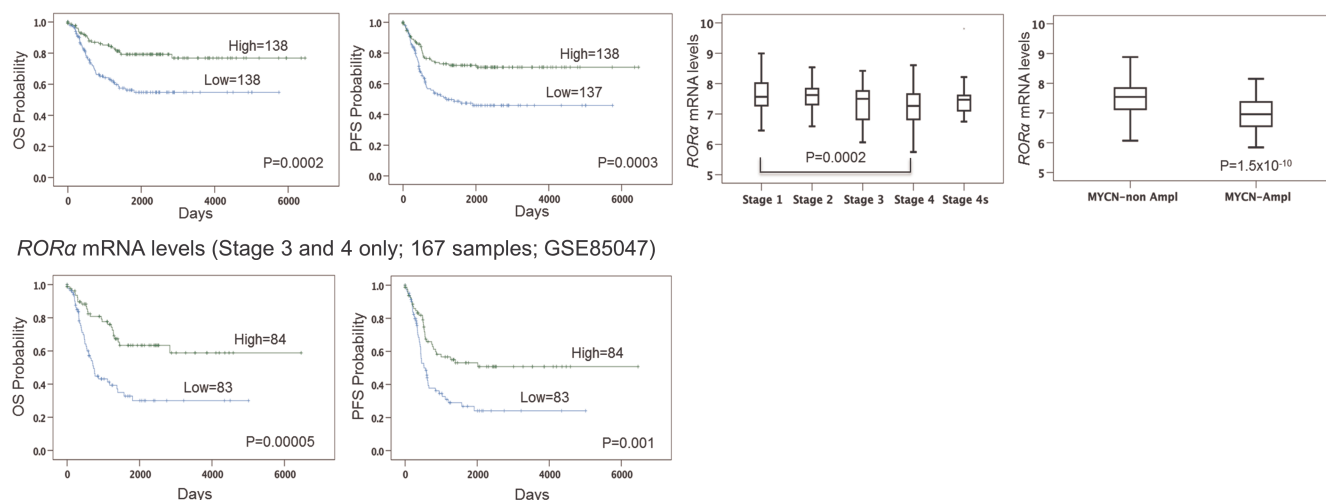 1.0
0.8
0.6
0.4
0.2
0.0
OS Probability
High=138
Low=138
P=0.0002
0 2000 4000 6000
Days
1.0
0.8
0.6
0.4
0.2
0.0
PFS Probability
High=138
Low=137
P=0.0003
0 2000 4000 6000
Days
10
9
8
7
6
5
RORα mRNA levels
P=0.0002
Stage 1 Stage 2 Stage 3 Stage 4 Stage 4s
10
9
8
7
6
5
RORα mRNA levels
P=1.5x10⁻¹⁰
MYCN-non Ampl MYCN-Ampl
RORα mRNA levels (Stage 3 and 4 only; 167 samples; GSE85047)
1.0
0.8
0.6
0.4
0.2
0.0
OS Probability
High=84
Low=83
P=0.00005
0 2000 4000 6000
Days
1.0
0.8
0.6
0.4
0.2
0.0
PFS Probability
High=84
Low=83
P=0.001
0 2000 4000 6000
Days